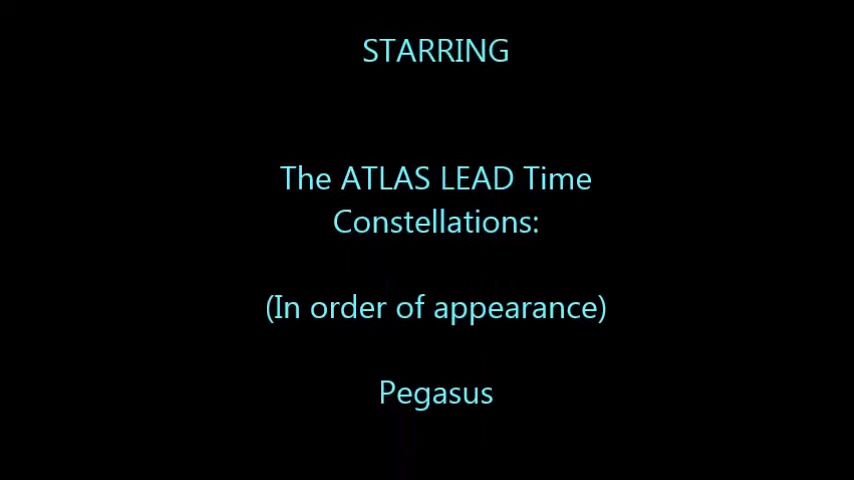 STARRING
The ATLAS LEAD Time
Constellations:
(In order of appearance)
Pegasus